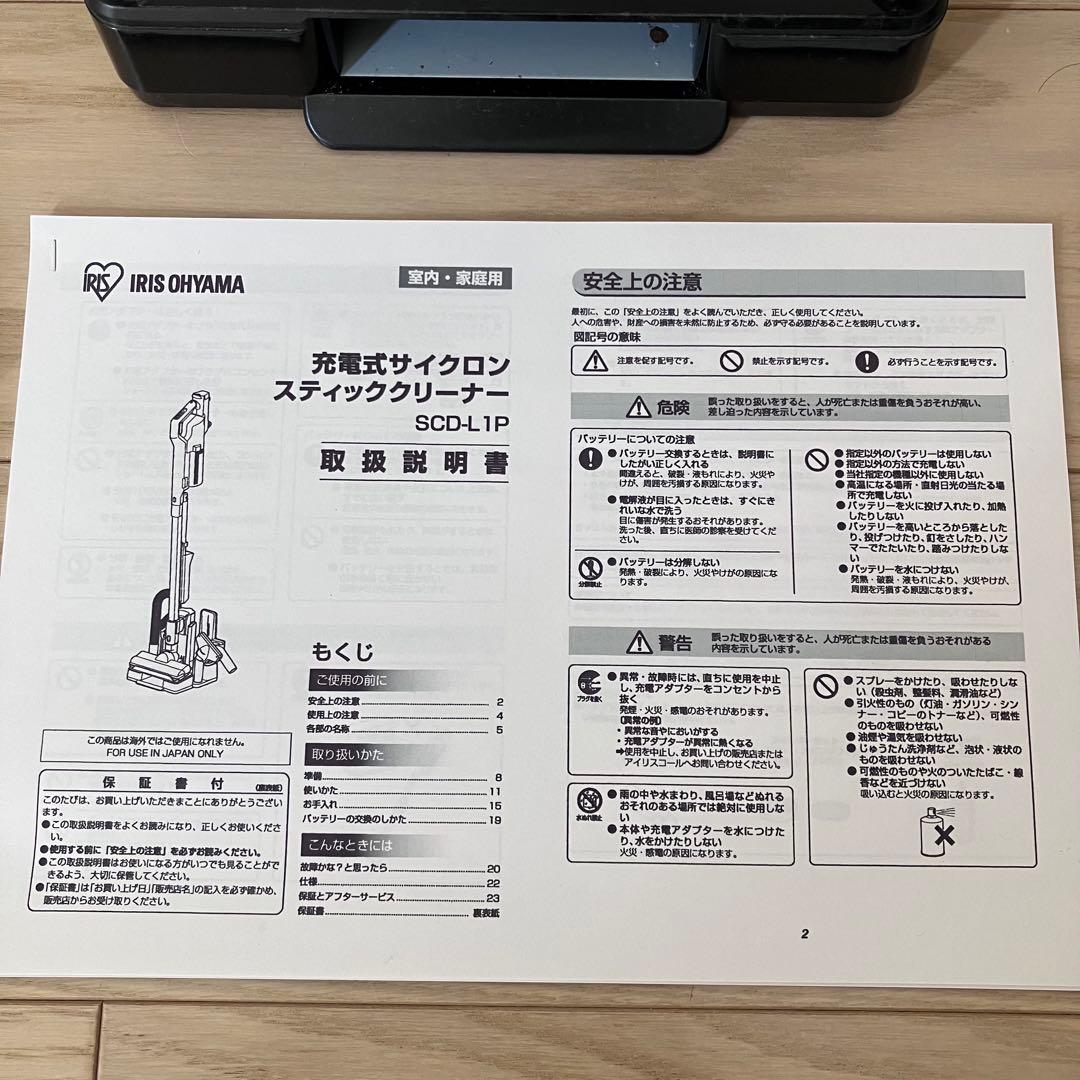 IRIS
IRIS OHYAMA
室内・家庭用
充電式サイクロン
スティッククリーナー
SCD-L1P
取扱説明書
もくじ
ご使用の前に
安全上の注意 2
使用上の注意 4
各部の名称 5
取り扱いかた
準備 8
使いかた 11
お手入れ 15
バッテリーの交換のしかた 19
こんなときには
故障かな?と思ったら 20
仕様 22
保証とアフターサービス 23
保証書 裏表紙
この商品は海外ではご使用になれません。
FOR USE IN JAPAN ONLY
保証書付 (裏表紙)
このたびは、お買い上げいただきまことにありがとうござい
ます。
●この取扱説明書をよくお読みになり、正しくお使いくださ
い。
●使用する前に「安全上の注意」を必ずお読みください。
●この取扱説明書はお使いになる方がいつでも見ることがで
きるよう、大切に保管してください。
●「保証書」は「お買い上げ日」「販売店名」の記入を必ず確かめ、
販売店からお受け取りください。
安全上の注意
最初に、この「安全上の注意」をよく読んでいただき、正しく使用してください。
人への危害や、財産への損害を未然に防止するため、必ず守る必要があることを説明しています。
図記号の意味
注意を促す記号です。
禁止を示す記号です。
必ず行うことを示す記号です。
危険
誤った取り扱いをすると、人が死亡または重傷を負うおそれが高い、
差し迫った内容を示しています。
バッテリーについての注意
●バッテリー交換するときは、説明書に
したがい正しく入れる
間違えると、破裂・液もれにより、火災や
けが、周囲を汚損する原因になります。
●電解液が目に入ったときは、すぐにき
れいな水で洗う
目に傷害が発生するおそれがあります。
洗った後、直ちに医師の診察を受けてくだ
さい。
分解禁止
●バッテリーは分解しない
発熱・破裂により、火災やけがの原因にな
ります。
●指定以外のバッテリーは使用しない
●指定以外の方法で充電しない
●当社指定の機種以外に使用しない
●高温になる場所・直射日光の当たる場
所で充電しない
●バッテリーを火に投げ入れたり、加熱
したりしない
●バッテリーを高いところから落とした
り、投げつけたり、釘をさしたり、ハン
マーでたたいたり、踏みつけたりしな
い
●バッテリーを水につけない
発熱・破裂・液もれにより、火災やけが、
周囲を汚損する原因になります。
警告
誤った取り扱いをすると、人が死亡または重傷を負うおそれがある
内容を示しています。
プラグを抜く
●異常・故障時には、直ちに使用を中止
し、充電アダプターをコンセントから
抜く
発煙・火災・感電のおそれがあります。
(異常の例)
・異常な音やにおいがする
・充電アダプターが異常に熱くなる
➡使用を中止し、お買い上げの販売店または
アイリスコールへお問い合わせください。
水ぬれ禁止
●雨の中や水まわり、風呂場などぬれる
おそれのある場所では絶対に使用しな
い
●本体や充電アダプターを水につけた
り、水をかけたりしない
火災・感電の原因になります。
●スプレーをかけたり、吸わせたりしな
い(殺虫剤、整髪料、潤滑油など)
●引火性のもの(灯油・ガソリン・シン
ナー・コピーのトナーなど)、可燃性
のものを吸わせない
●油煙や湯気を吸わせない
●じゅうたん洗浄剤など、泡状・液状の
ものを吸わせない
●可燃性のものや火のついたたばこ・線
香などを近づけない
吸い込むと火災の原因になります。
2